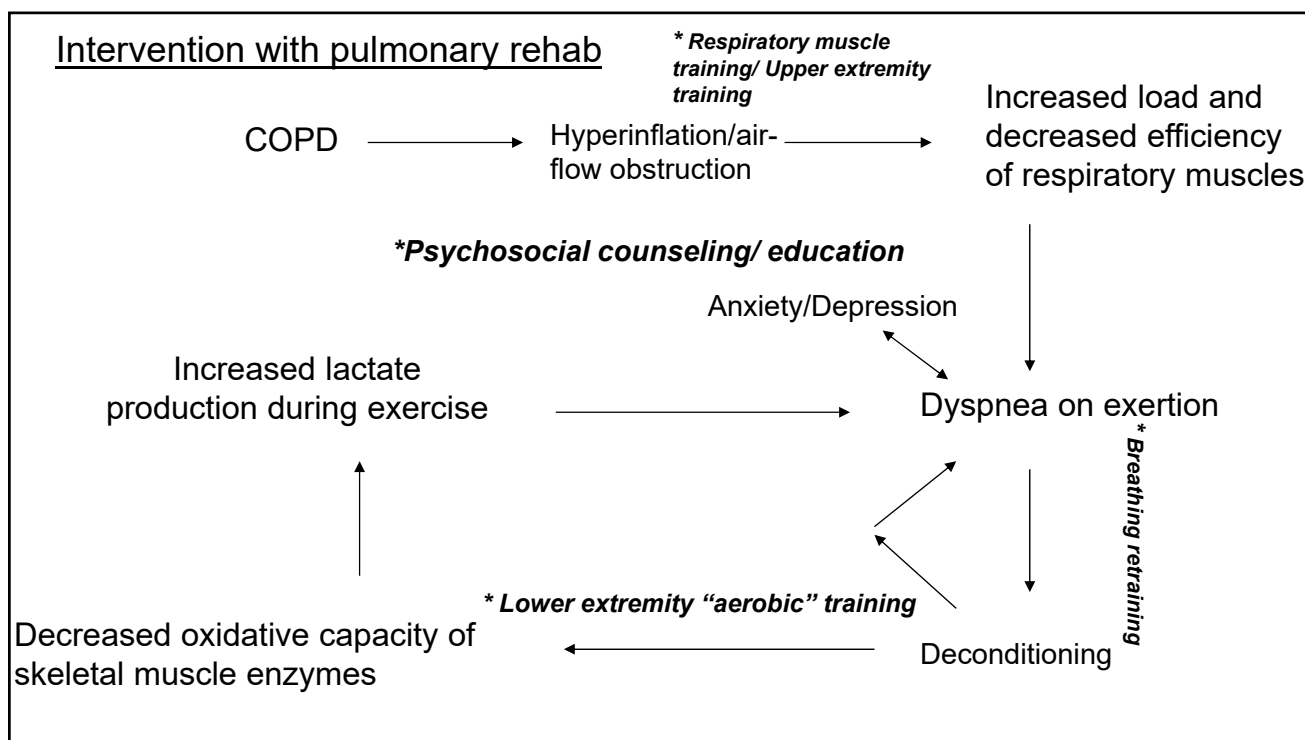 Intervention with pulmonary rehab
* Respiratory muscle
training/ Upper extremity
training
COPD
Hyperinflation/air-
flow obstruction
Increased load and
decreased efficiency
of respiratory muscles
*Psychosocial counseling/ education
Anxiety/Depression
Increased lactate
production during exercise
Dyspnea on exertion
* Breathing retraining
* Lower extremity “aerobic” training
Decreased oxidative capacity of
skeletal muscle enzymes
Deconditioning